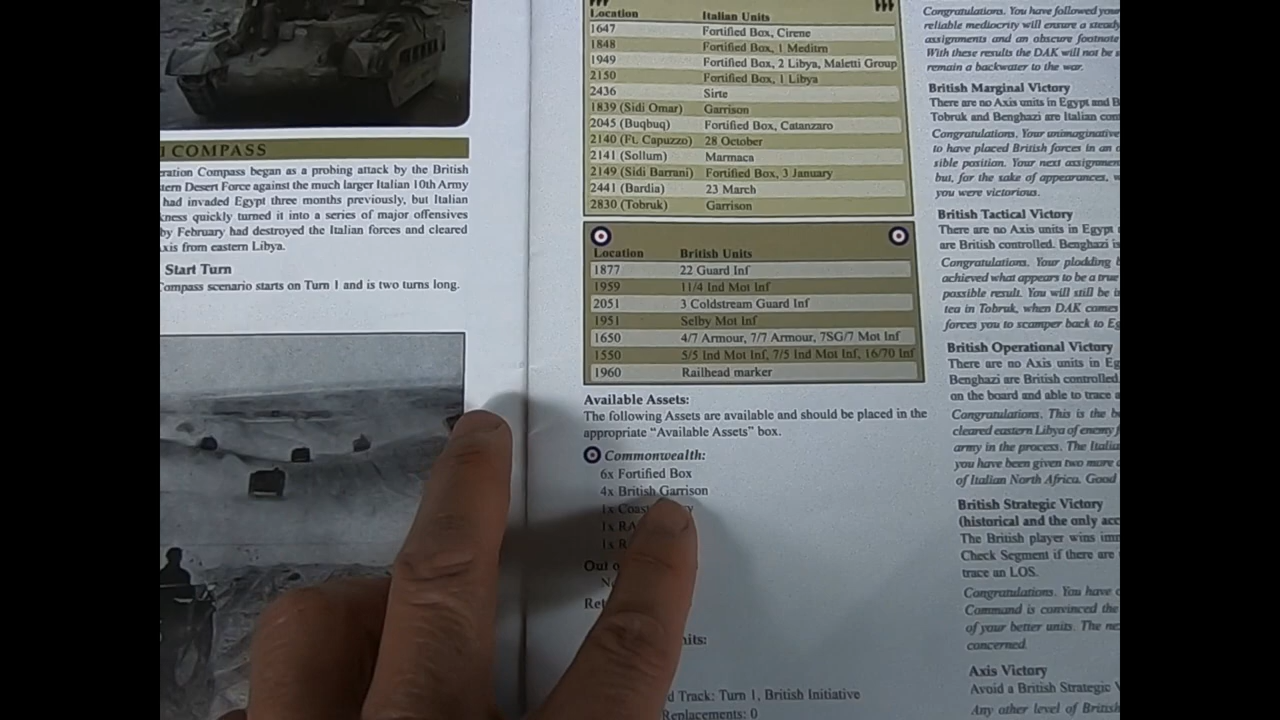 COMPASS
ration Compass began as a probing attack by the British
tern Desert Force against the much larger Italian 10th Army
had invaded Egypt three months previously, but Italian
kness quickly turned it into a series of major offensives
by February had destroyed the Italian forces and cleared
xis from eastern Libya.
Start Turn
ompass scenario starts on Turn 1 and is two turns long.
Location Italian Units
1647 Fortified Box, Cirene
1848 Fortified Box, 1 Meditrn
1949 Fortified Box, 2 Libya, Maletti Group
2150 Fortified Box, 1 Libya
2436 Sirte
1839 (Sidi Omar) Garrison
2045 (Buqbuq) Fortified Box, Catanzaro
2140 (Ft. Capuzzo) 28 October
2141 (Sollum) Marmaca
2149 (Sidi Barrani) Fortified Box, 3 January
2441 (Bardia) 23 March
2830 (Tobruk) Garrison
Location British Units
1877 22 Guard Inf
1959 11/4 Ind Mot Inf
2051 3 Coldstream Guard Inf
1951 Selby Mot Inf
1650 4/7 Armour, 7/7 Armour, 7SG/7 Mot Inf
1550 5/5 Ind Mot Inf, 7/5 Ind Mot Inf, 16/70 Inf
1960 Railhead marker
Available Assets:
The following Assets are available and should be placed in the
appropriate "Available Assets" box.
Commonwealth:
6x Fortified Box
4x British Garrison
1x Coas
1x RA
1x R
Out o
N
Ret
nits:
d Track: Turn 1, British Initiative
Replacements: 0
Congratulations. You have followed your
reliable mediocrity will ensure a steady
assignments and an obscure footnote
With these results the DAK will not be s
remain a backwater to the war.
British Marginal Victory
There are no Axis units in Egypt and B
Tobruk and Benghazi are Italian cont
Congratulations. Your unimaginative
to have placed British forces in an o
sible position. Your next assignmen
but, for the sake of appearances, w
you were victorious.
British Tactical Victory
There are no Axis units in Egypt
are British controlled. Benghazi is
Congratulations. Your plodding b
achieved what appears to be a true
possible result. You will still be i
tea in Tobruk, when DAK comes
forces you to scamper back to Eg
British Operational Victory
There are no Axis units in Eg
Benghazi are British controlled.
on the board and able to trace a
Congratulations. This is the b
cleared eastern Libya of enemy f
army in the process. The Italia
you have been given two more d
of Italian North Africa. Good
British Strategic Victory
(historical and the only acc
The British player wins imm
Check Segment if there are
trace an LOS.
Congratulations. You have c
Command is convinced the
of your better units. The ne
concerned.
Axis Victory
Avoid a British Strategic V
Any other level of British